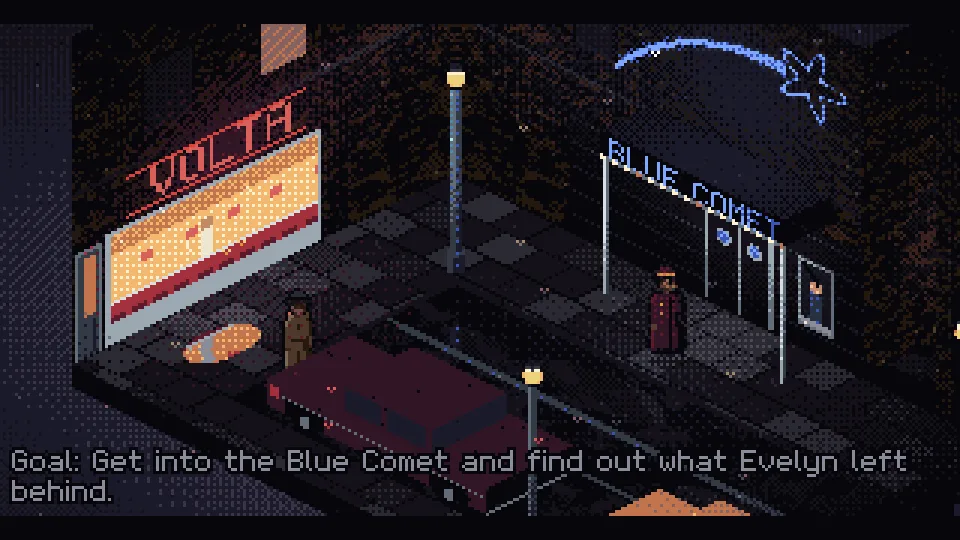 VOLTA
BLUE COMET
Goal: Get into the Blue Comet and find out what Evelyn left
behind.